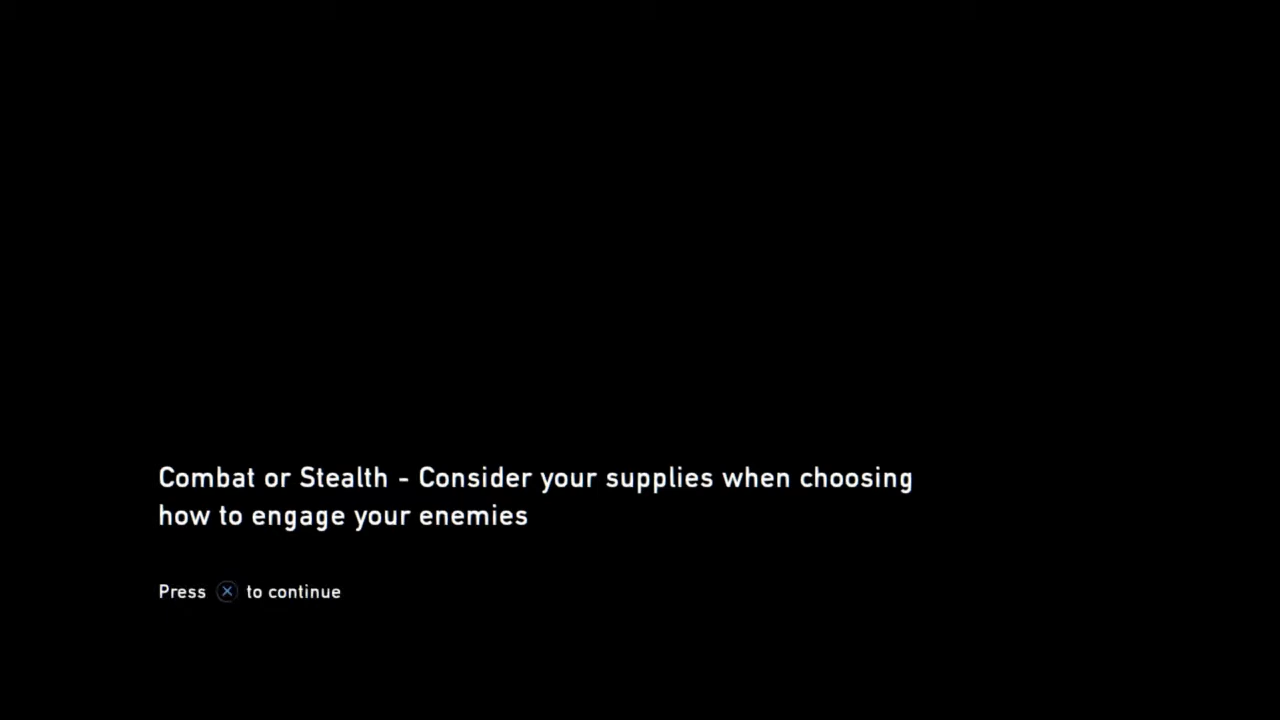 Combat or Stealth - Consider your supplies when choosing
how to engage your enemies
Press ⓧ to continue